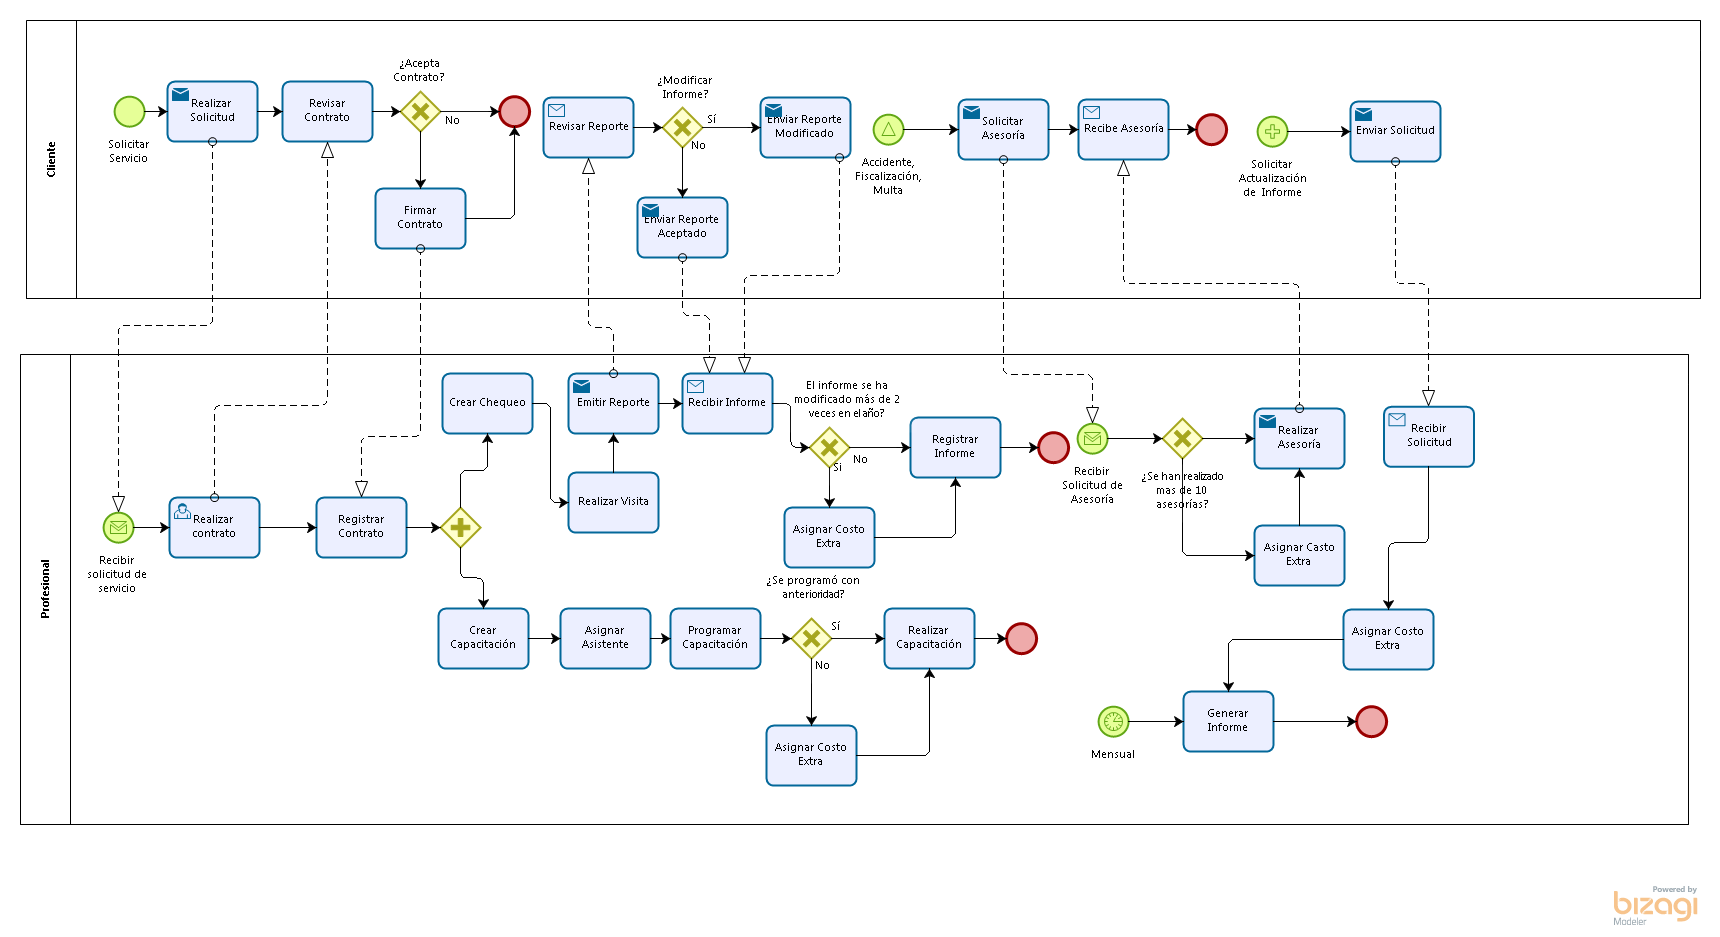 Cliente
¿Acepta
Contrato?
Realizar
Solicitud
Revisar
Contrato
No
Solicitar
Servicio
Firmar
Contrato
¿Modificar
Informe?
Revisar Reporte
Sí
No
Enviar Reporte
Modificado
Enviar Reporte
Aceptado
Accidente,
Fiscalización,
Multa
Solicitar
Asesoría
Recibe Asesoría
Solicitar
Actualización
de Informe
Enviar Solicitud
Profesional
Recibir
solicitud de
servicio
Realizar
contrato
Registrar
Contrato
Crear Chequeo
Emitir Reporte
Realizar Visita
Recibir Informe
El informe se ha
modificado más de 2
veces en elaño?
No
Si
Registrar
Informe
Asignar Costo
Extra
Recibir
Solicitud de
Asesoría
¿Se han realizado
mas de 10
asesorías?
Realizar
Asesoría
Asignar Casto
Extra
Recibir
Solicitud
Asignar Costo
Extra
Crear
Capacitación
Asignar
Asistente
Programar
Capacitación
¿Se programó con
anterioridad?
Sí
No
Realizar
Capacitación
Asignar Costo
Extra
Mensual
Generar
Informe
Powered by
bizagi
Modeler